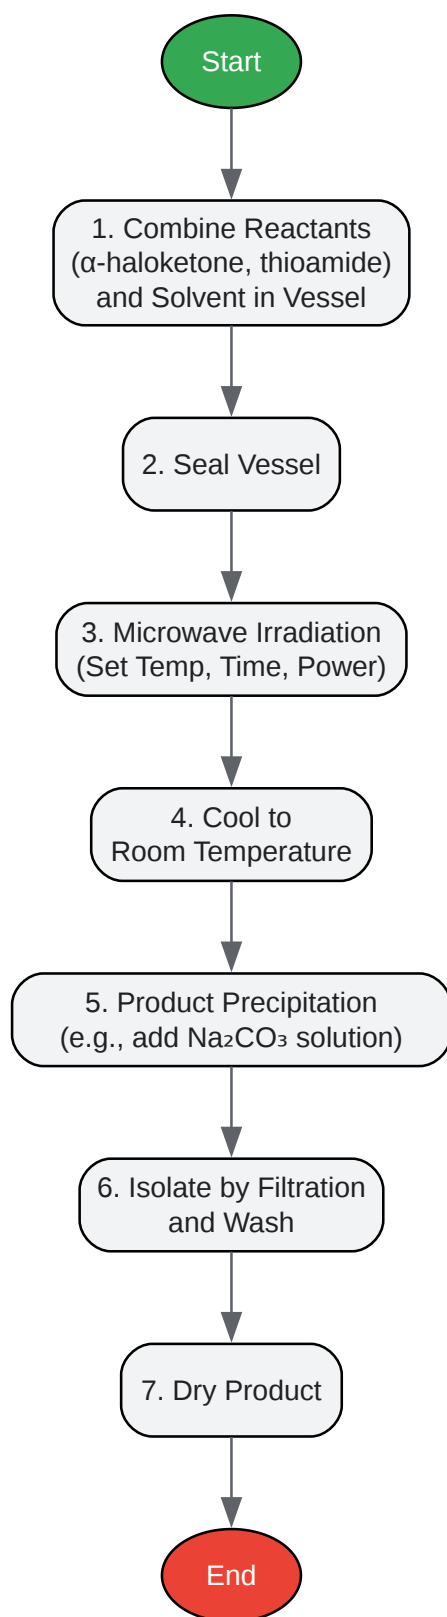 Start
1. Combine Reactants
(α-haloketone, thioamide)
and Solvent in Vessel
2. Seal Vessel
3. Microwave Irradiation
(Set Temp, Time, Power)
4. Cool to
Room Temperature
5. Product Precipitation
(e.g., add Na₂CO₃ solution)
6. Isolate by Filtration
and Wash
7. Dry Product
End